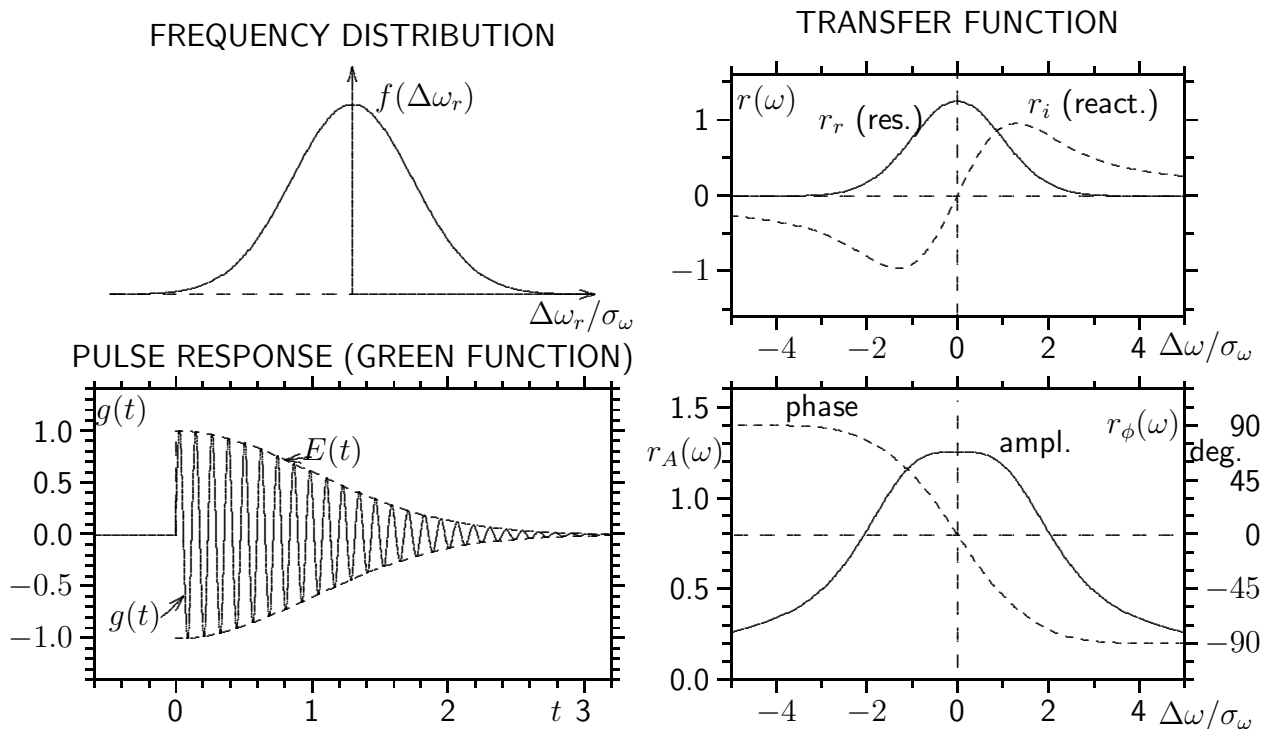 FREQUENCY DISTRIBUTION
f(Δω_r)
Δω_r/σ_ω
TRANSFER FUNCTION
r(ω)
r_r (res.)
r_i (react.)
1
0
−1
−4 −2 0 2 4 Δω/σ_ω
PULSE RESPONSE (GREEN FUNCTION)
g(t)
E(t)
g(t)
1.0
0.5
0.0
−0.5
−1.0
0 1 2 t 3
phase
ampl.
r_A(ω)
r_ϕ(ω)
deg.
1.5
1.0
0.5
0.0
90
45
0
−45
−90
−4 −2 0 2 4 Δω/σ_ω